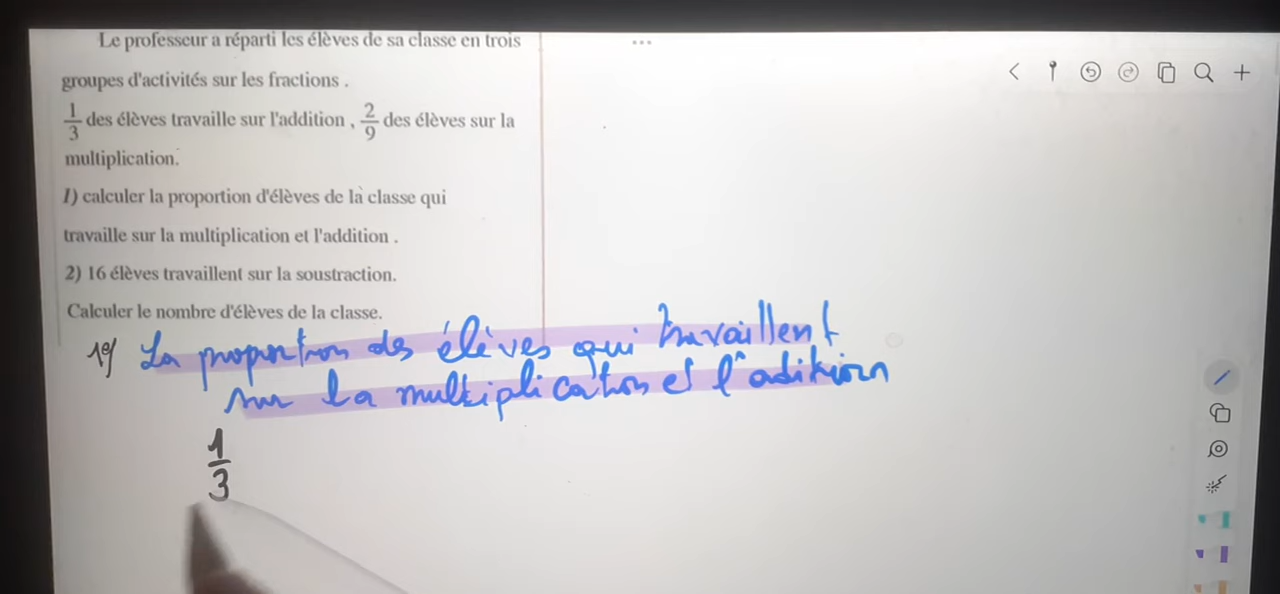 Le professeur a réparti les élèves de sa classe en trois
groupes d'activités sur les fractions .
1/3 des élèves travaille sur l'addition , 2/9 des élèves sur la
multiplication.
1) calculer la proportion d'élèves de la classe qui
travaille sur la multiplication et l'addition .
2) 16 élèves travaillent sur la soustraction.
Calculer le nombre d'élèves de la classe.
1°/ La proportion des élèves qui travaillent
sur la multiplication et l'adition
1/3